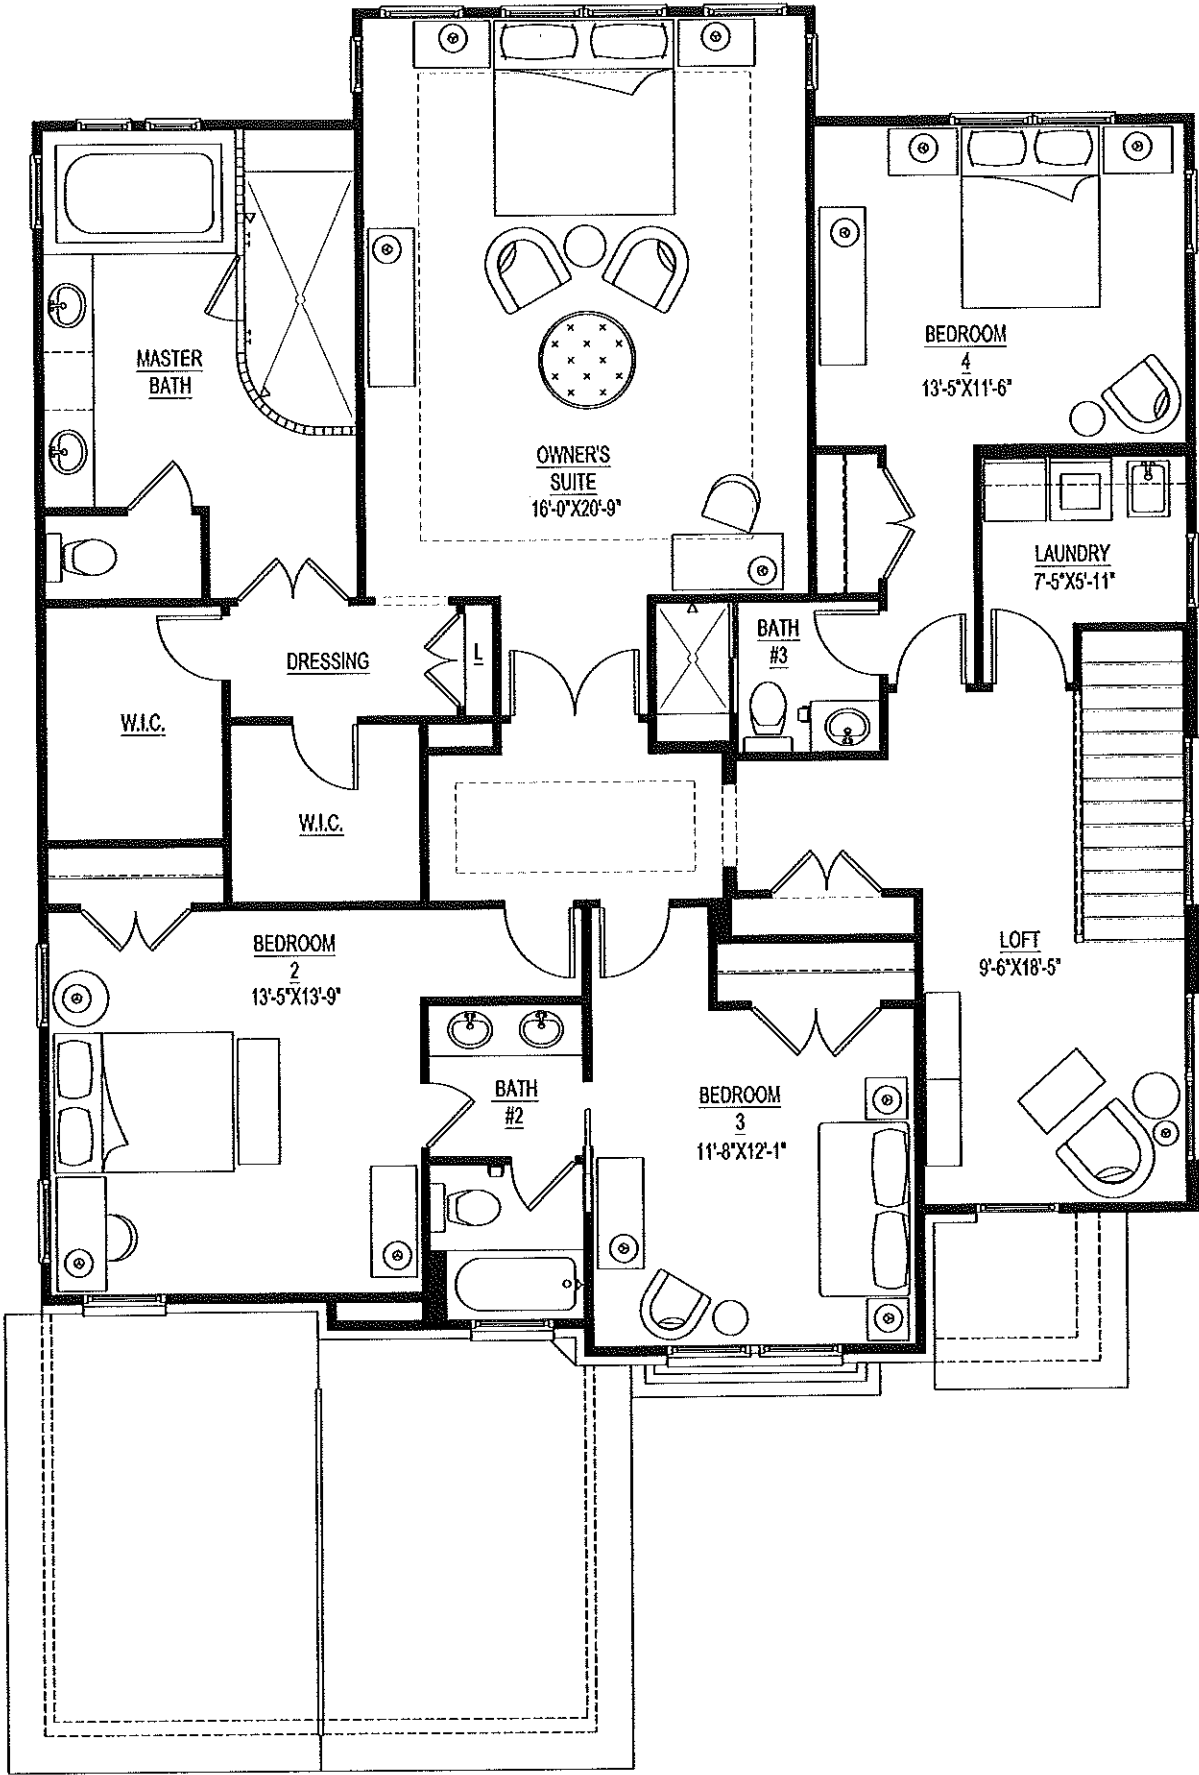 MASTER
BATH
OWNER'S
SUITE
16'-0"X20'-9"
BEDROOM
4
13'-5"X11'-6"
LAUNDRY
7'-5"X5'-11"
BATH
#3
DRESSING
L
W.I.C.
W.I.C.
BEDROOM
2
13'-5"X13'-9"
LOFT
9'-6"X18'-5"
BATH
#2
BEDROOM
3
11'-8"X12'-1"